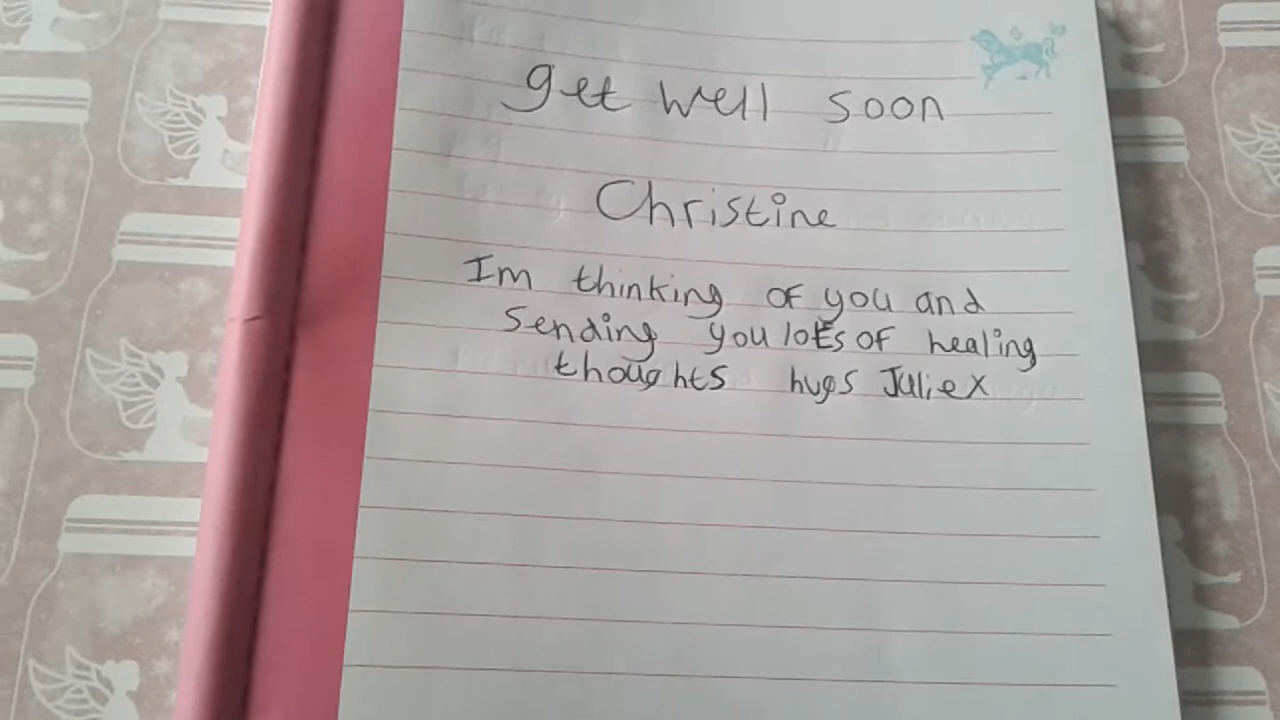 get well soon
Christine
Im thinking of you and
sending you lots of healing
thoughts hugs Julie x